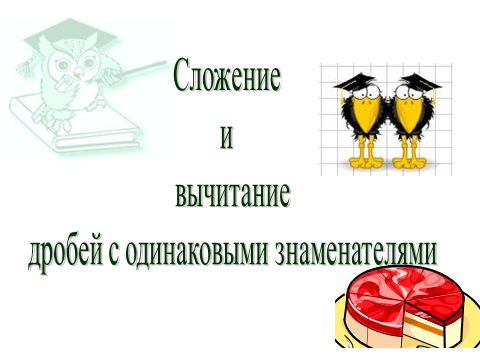 Сложение
и
вычитание
дробей с одинаковыми знаменателями